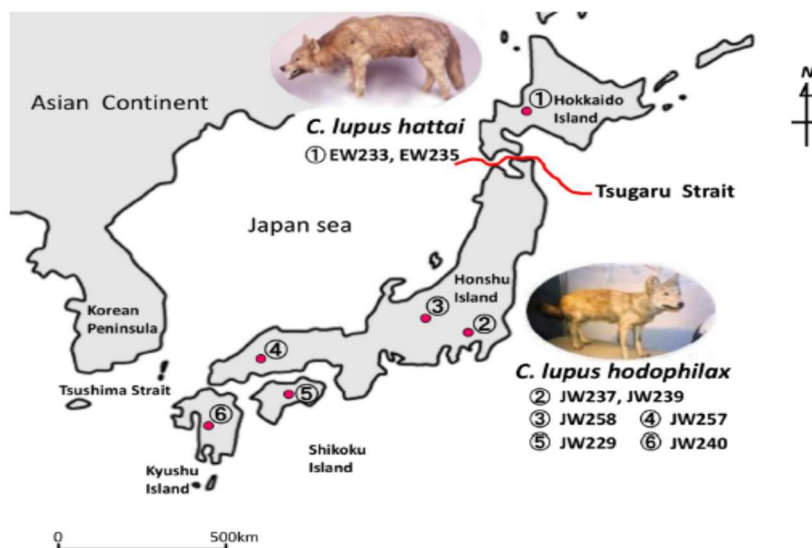 N
Asian Continent
① Hokkaido
Island
C. lupus hattai
① EW233, EW235
Tsugaru Strait
Japan sea
Honshu
Island
③
②
Korean
Peninsula
④
C. lupus hodophilax
② JW237, JW239
③ JW258 ④ JW257
⑤ JW229 ⑥ JW240
Tsushima Strait
⑤
⑥
Shikoku
Island
Kyushu
Island
0 500km